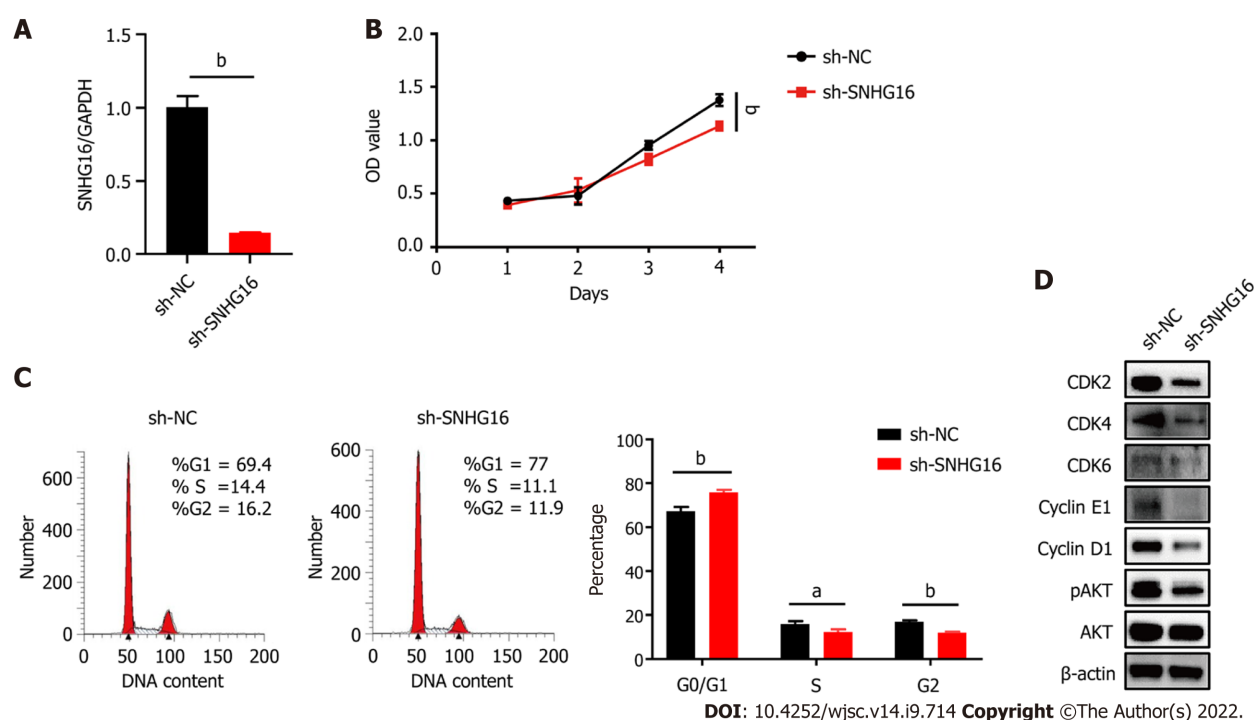 A
1.5
1.0
0.5
0.0
SNHG16/GAPDH
b
sh-NC
sh-SNHG16
B
2.0
1.5
1.0
0.5
0.0
OD value
0 1 2 3 4
Days
sh-NC
sh-SNHG16
b
C
sh-NC
600
400
200
0
Number
%G1 = 69.4
% S =14.4
%G2 = 16.2
0 50 100 150 200
DNA content
sh-SNHG16
600
400
200
0
Number
%G1 = 77
% S =11.1
%G2 = 11.9
0 50 100 150 200
DNA content
100
80
60
40
20
0
Percentage
sh-NC
sh-SNHG16
b
a
b
G0/G1 S G2
D
sh-NC
sh-SNHG16
CDK2
CDK4
CDK6
Cyclin E1
Cyclin D1
pAKT
AKT
β-actin
DOI: 10.4252/wjsc.v14.i9.714 Copyright ©The Author(s) 2022.